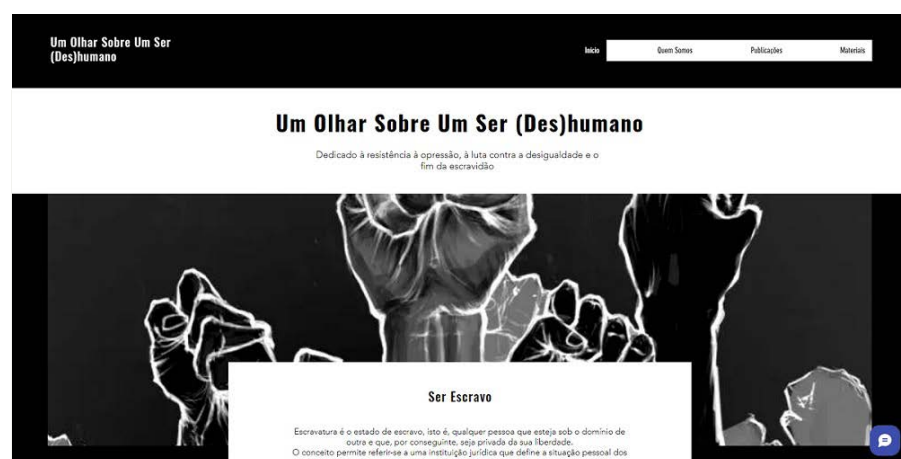 Um Olhar Sobre Um Ser
(Des)humano
Início
Quem Somos
Publicações
Materiais
Um Olhar Sobre Um Ser (Des)humano
Dedicado à resistência à opressão, à luta contra a desigualdade e o
fim da escravidão
Ser Escravo
Escravatura é o estado de escravo, isto é, qualquer pessoa que esteja sob o domínio de
outra e que, por conseguinte, seja privada da sua liberdade.
O conceito permite referir-se a uma instituição jurídica que define a situação pessoal dos